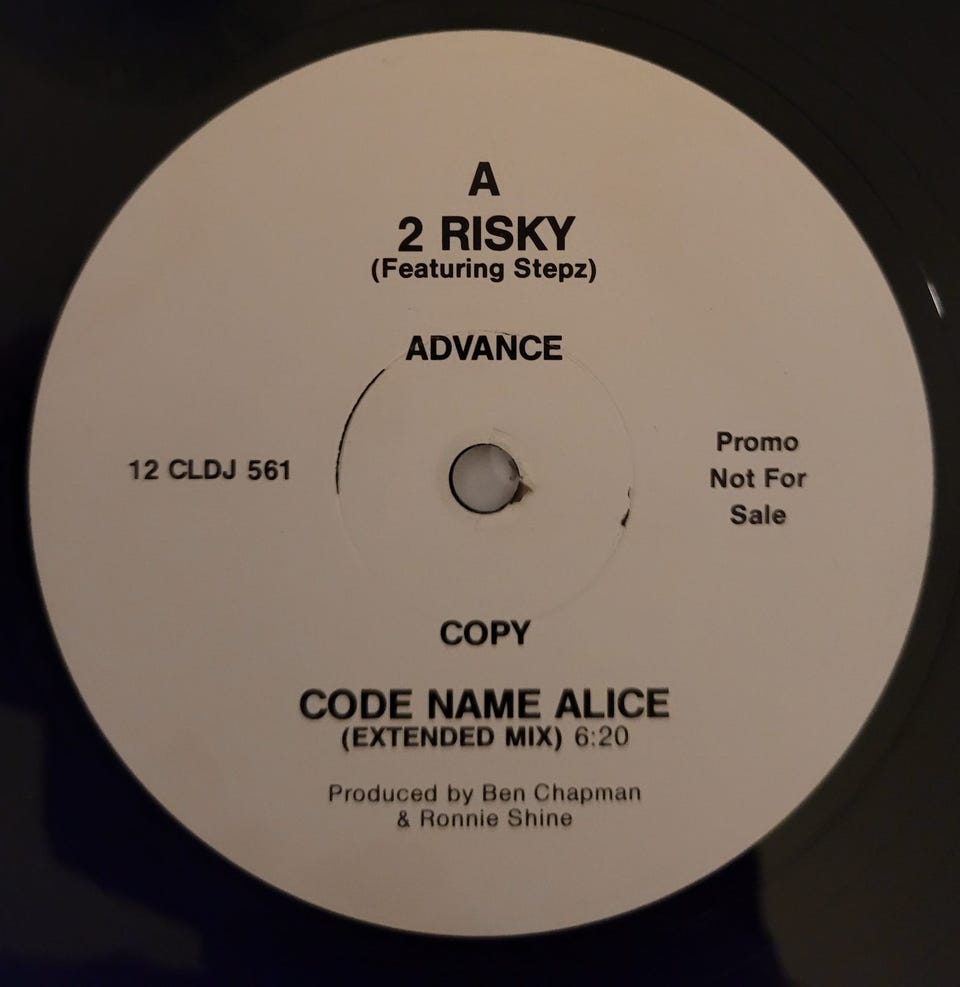 A
2 RISKY
(Featuring Stepz)
ADVANCE
12 CLDJ 561
Promo
Not For
Sale
COPY
CODE NAME ALICE
(EXTENDED MIX) 6:20
Produced by Ben Chapman
& Ronnie Shine